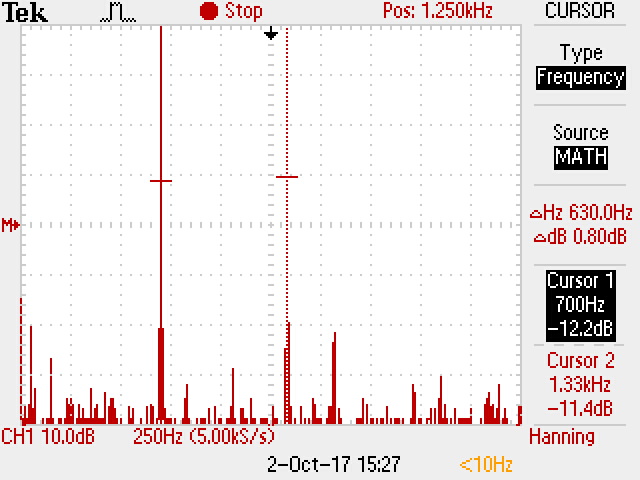 Tek Stop Pos: 1.250kHz CURSOR
Type
Frequency
Source
MATH
M
△Hz 630.0Hz
△dB 0.80dB
Cursor 1
700Hz
-12.2dB
Cursor 2
1.33kHz
-11.4dB
CH1 10.0dB 250Hz (5.00kS/s) Hanning
2-Oct-17 15:27 <10Hz